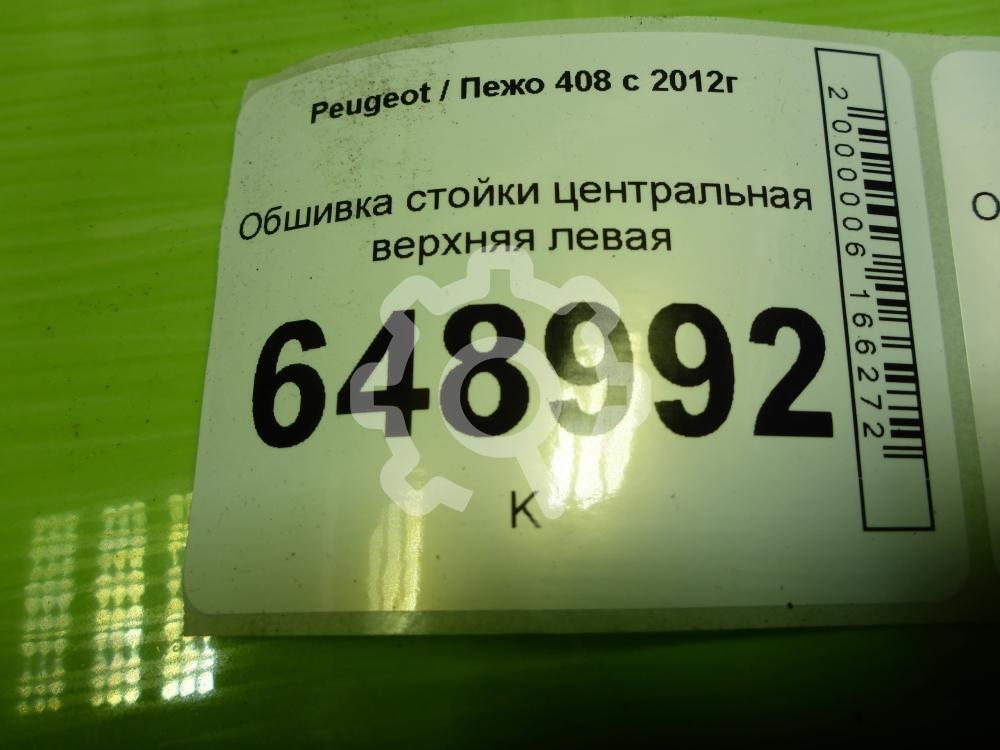 Peugeot / Пежо 408 с 2012г
Обшивка стойки центральная
верхняя левая
648992
К
2000006166272
О